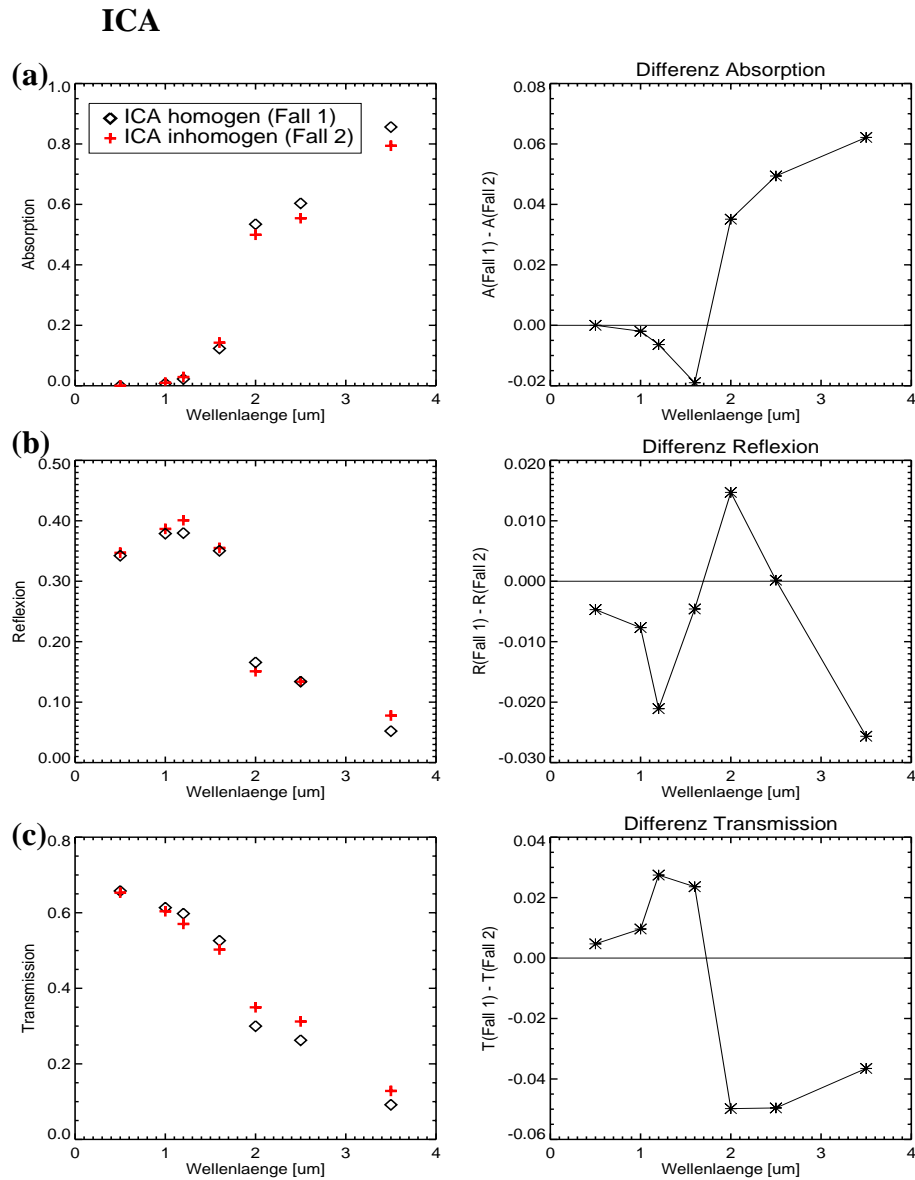 ICA
(a)
1.0
0.8
0.6
0.4
0.2
0.0
Absorption
ICA homogen (Fall 1)
ICA inhomogen (Fall 2)
0 1 2 3 4
Wellenlaenge [um]
Differenz Absorption
0.08
0.06
0.04
0.02
0.00
-0.02
A(Fall 1) - A(Fall 2)
0 1 2 3 4
Wellenlaenge [um]
(b)
0.50
0.40
0.30
0.20
0.10
0.00
Reflexion
0 1 2 3 4
Wellenlaenge [um]
Differenz Reflexion
0.020
0.010
0.000
-0.010
-0.020
-0.030
R(Fall 1) - R(Fall 2)
0 1 2 3 4
Wellenlaenge [um]
(c)
0.8
0.6
0.4
0.2
0.0
Transmission
0 1 2 3 4
Wellenlaenge [um]
Differenz Transmission
0.04
0.02
0.00
-0.02
-0.04
-0.06
T(Fall 1) - T(Fall 2)
0 1 2 3 4
Wellenlaenge [um]